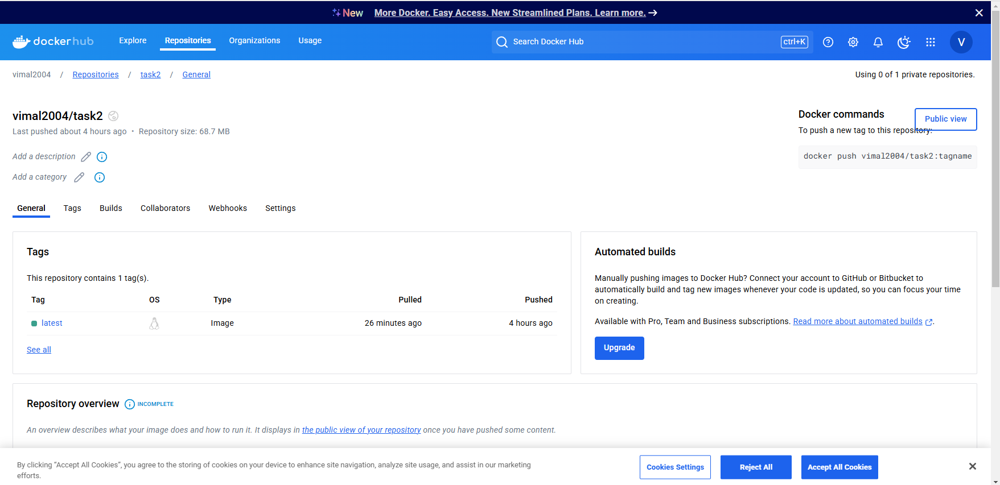 New More Docker. Easy Access. New Streamlined Plans. Learn more. →
dockerhub Explore Repositories Organizations Usage Search Docker Hub ctrl+K V
vimal2004 / Repositories / task2 / General Using 0 of 1 private repositories.
vimal2004/task2
Last pushed about 4 hours ago • Repository size: 68.7 MB
Add a description
Add a category
Docker commands
Public view
To push a new tag to this repository:
docker push vimal2004/task2:tagname
General Tags Builds Collaborators Webhooks Settings
Tags
This repository contains 1 tag(s).
Tag OS Type Pulled Pushed
latest Image 26 minutes ago 4 hours ago
See all
Automated builds
Manually pushing images to Docker Hub? Connect your account to GitHub or Bitbucket to
automatically build and tag new images whenever your code is updated, so you can focus your time
on creating.
Available with Pro, Team and Business subscriptions. Read more about automated builds.
Upgrade
Repository overview INCOMPLETE
An overview describes what your image does and how to run it. It displays in the public view of your repository once you have pushed some content.
By clicking “Accept All Cookies”, you agree to the storing of cookies on your device to enhance site navigation, analyze site usage, and assist in our marketing
efforts.
Cookies Settings Reject All Accept All Cookies